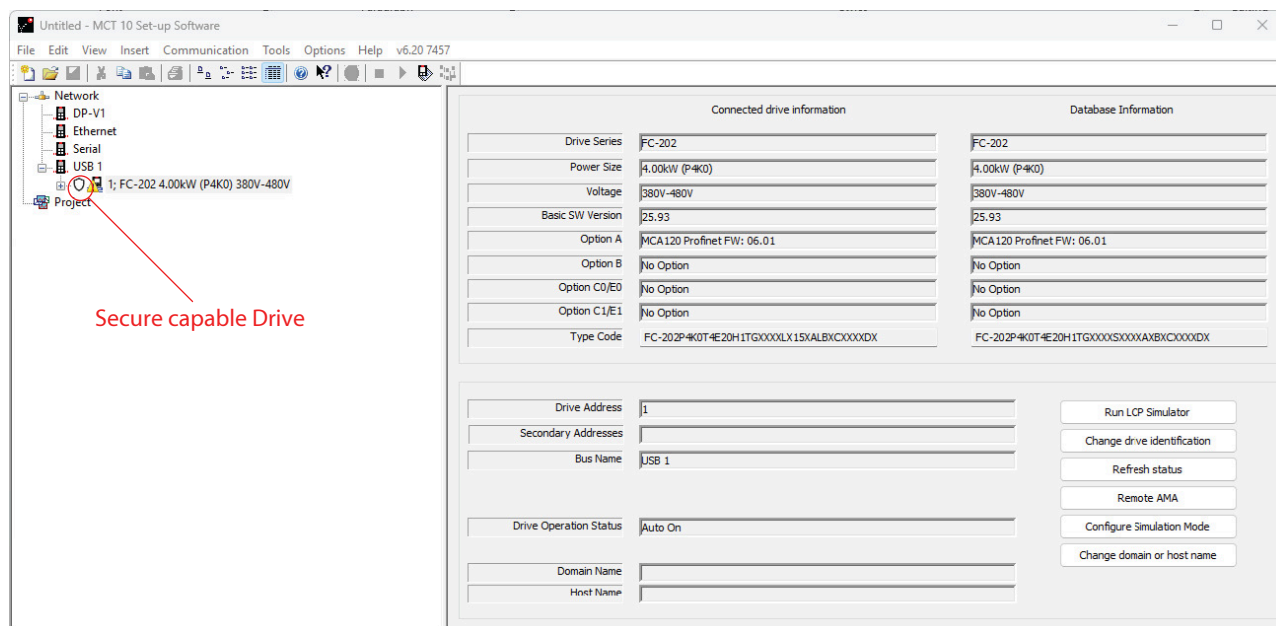 Untitled - MCT 10 Set-up Software
File Edit View Insert Communication Tools Options Help v6.20 7457
Network
DP-V1
Ethernet
Serial
USB 1
1; FC-202 4.00kW (P4K0) 380V-480V
Project
Secure capable Drive
Connected drive information Database Information
Drive Series FC-202 FC-202
Power Size 4.00kW (P4K0) 4.00kW (P4K0)
Voltage 380V-480V 380V-480V
Basic SW Version 25.93 25.93
Option A MCA120 Profinet FW: 06.01 MCA120 Profinet FW: 06.01
Option B No Option No Option
Option C0/E0 No Option No Option
Option C1/E1 No Option No Option
Type Code FC-202P4K0T4E20H1TGXXXXLX15XALBXCXXXXDX FC-202P4K0T4E20H1TGXXXXSXXXXAXBXCXXXXDX
Drive Address 1
Secondary Addresses
Bus Name USB 1
Drive Operation Status Auto On
Domain Name
Host Name
Run LCP Simulator
Change drive identification
Refresh status
Remote AMA
Configure Simulation Mode
Change domain or host name